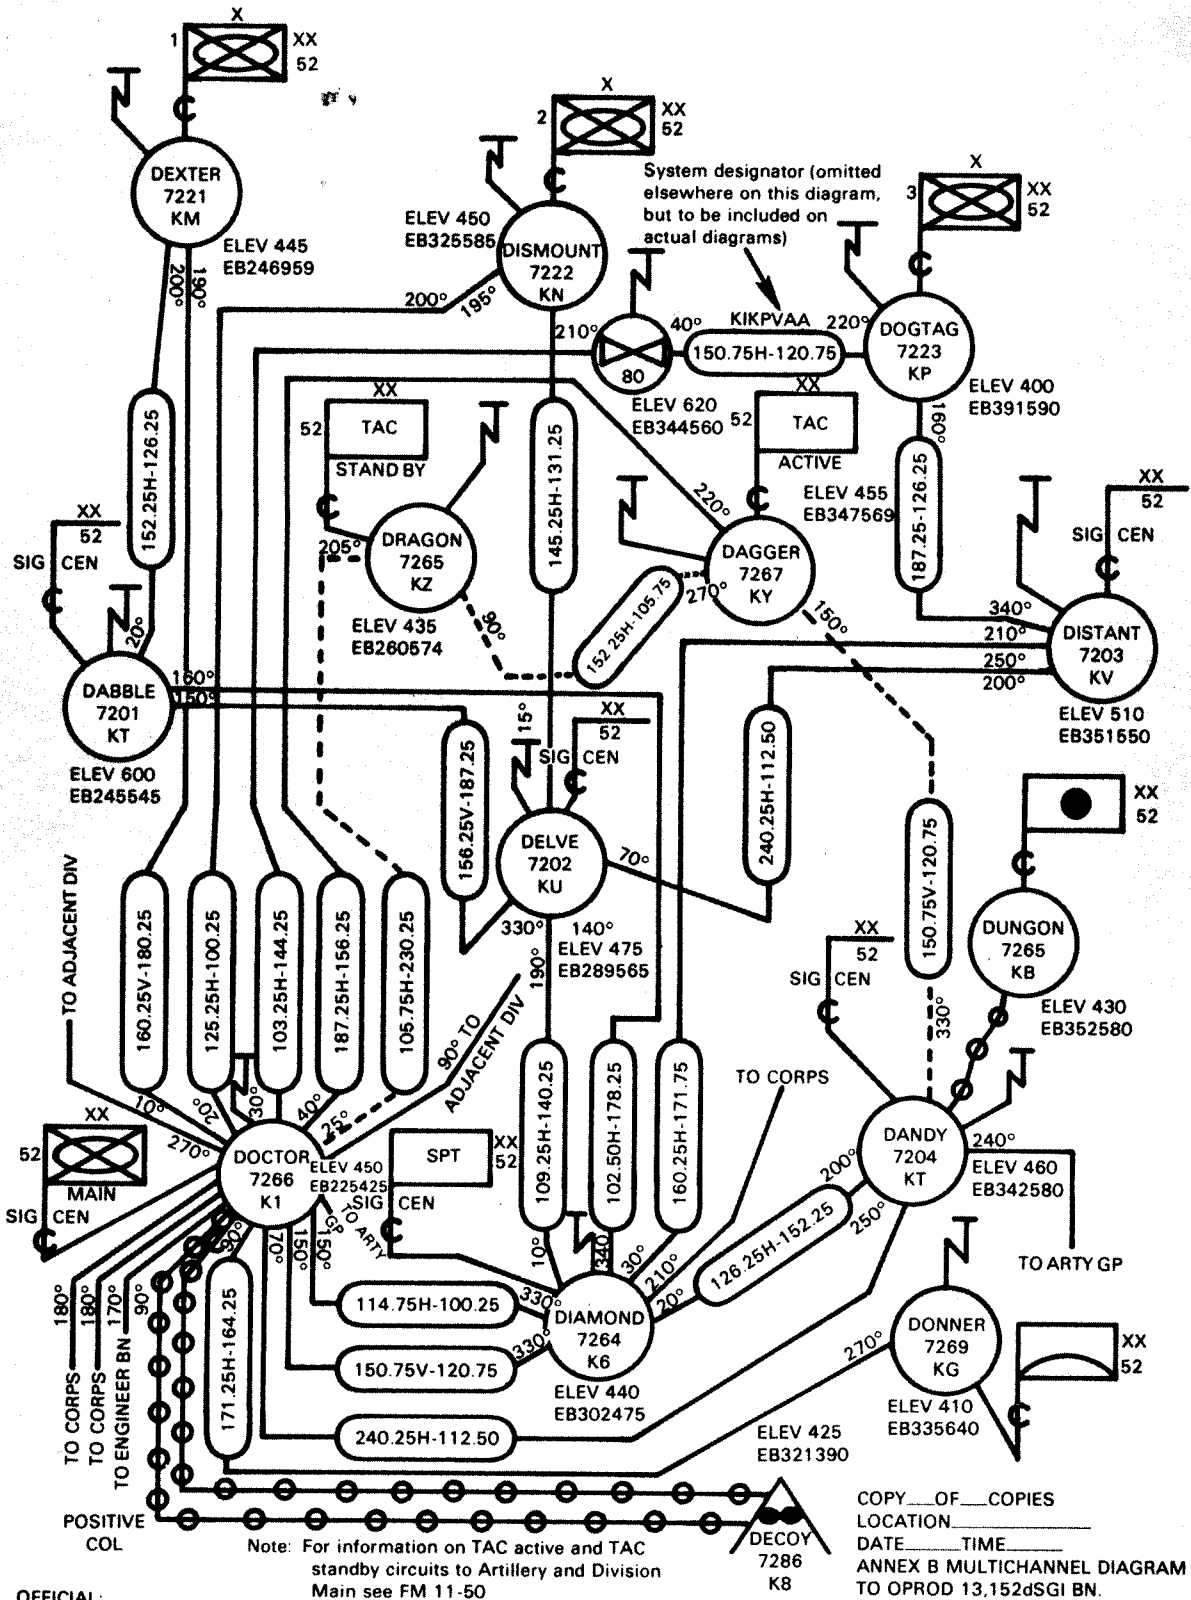 X
1
XX
52
DEXTER
7221
KM
ELEV 445
EB246959
200°
190°
X
2
XX
52
ELEV 450
EB325585
DISMOUNT
7222
KN
200°
195°
System designator (omitted
elsewhere on this diagram,
but to be included on
actual diagrams)
X
3
XX
52
KIKPVAA
210°
40°
150.75H-120.75
220°
80
ELEV 620
EB344560
DOGTAG
7223
KP
ELEV 400
EB391590
160°
XX
52
TAC
STAND BY
XX
52
TAC
ACTIVE
152.25H-126.25
145.25H-131.25
187.25-126.25
220°
ELEV 455
EB347569
XX
52
SIG CEN
XX
52
SIG CEN
205°
DRAGON
7265
KZ
ELEV 435
EB260574
90°
152.25H-105.75
270°
DAGGER
7267
KY
150°
340°
210°
250°
200°
DISTANT
7203
KV
ELEV 510
EB351550
20°
160°
150°
DABBLE
7201
KT
ELEV 600
EB245545
15°
XX
52
SIG CEN
156.25V-187.25
240.25H-112.50
DELVE
7202
KU
70°
330°
140°
ELEV 475
EB289565
190°
XX
52
150.75V-120.75
DUNGON
7265
KB
ELEV 430
EB352580
330°
XX
52
SIG CEN
TO ADJACENT DIV
160.25V-180.25
125.25H-100.25
103.25H-144.25
187.25H-156.25
105.75H-230.25
90° TO
ADJACENT DIV
109.25H-140.25
102.50H-178.25
160.25H-171.75
TO CORPS
10°
20°
30°
40°
25°
270°
XX
52
MAIN
SIG CEN
DOCTOR
7266
K1
ELEV 450
EB225425
XX
52
SPT
SIG CEN
TO ARTY
GP
DANDY
7204
KT
240°
ELEV 460
EB342580
200°
250°
TO ARTY GP
126.25H-152.25
10°
340
30°
210°
20°
180°
180°
170°
90°
90°
170°
150°
150°
TO CORPS
TO CORPS
TO ENGINEER BN
171.25H-164.25
114.75H-100.25
330°
150.75V-120.75
330°
240.25H-112.50
DIAMOND
7264
K6
ELEV 440
EB302475
270°
DONNER
7269
KG
ELEV 410
EB335640
XX
52
ELEV 425
EB321390
POSITIVE
COL
DECOY
7286
K8
Note: For information on TAC active and TAC
standby circuits to Artillery and Division
Main see FM 11-50
COPY___OF___COPIES
LOCATION_______________
DATE______TIME______
ANNEX B MULTICHANNEL DIAGRAM
TO OPROD 13,152dSGI BN.
OFFICIAL: